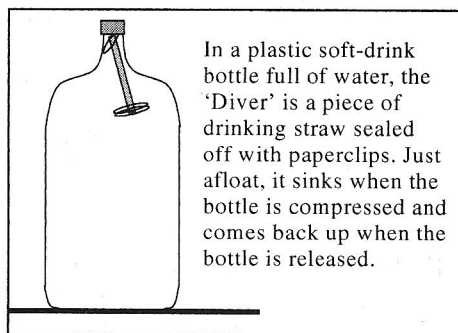 In a plastic soft-drink
bottle full of water, the
‘Diver’ is a piece of
drinking straw sealed
off with paperclips. Just
afloat, it sinks when the
bottle is compressed and
comes back up when the
bottle is released.